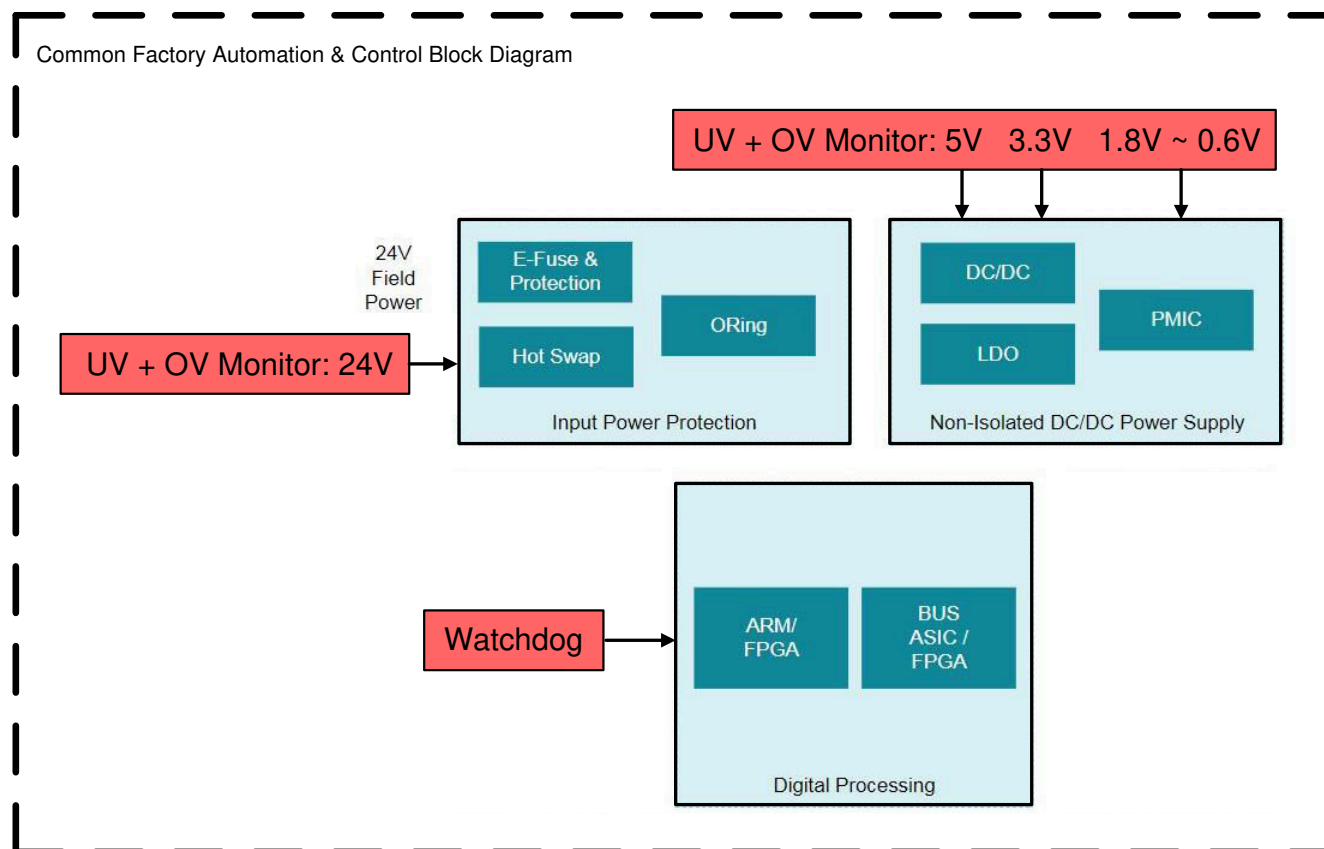 Common Factory Automation & Control Block Diagram
UV + OV Monitor: 5V 3.3V 1.8V ~ 0.6V
24V
Field
Power
E-Fuse &
Protection
ORing
Hot Swap
Input Power Protection
DC/DC
PMIC
LDO
Non-Isolated DC/DC Power Supply
UV + OV Monitor: 24V
Watchdog
ARM/
FPGA
BUS
ASIC /
FPGA
Digital Processing